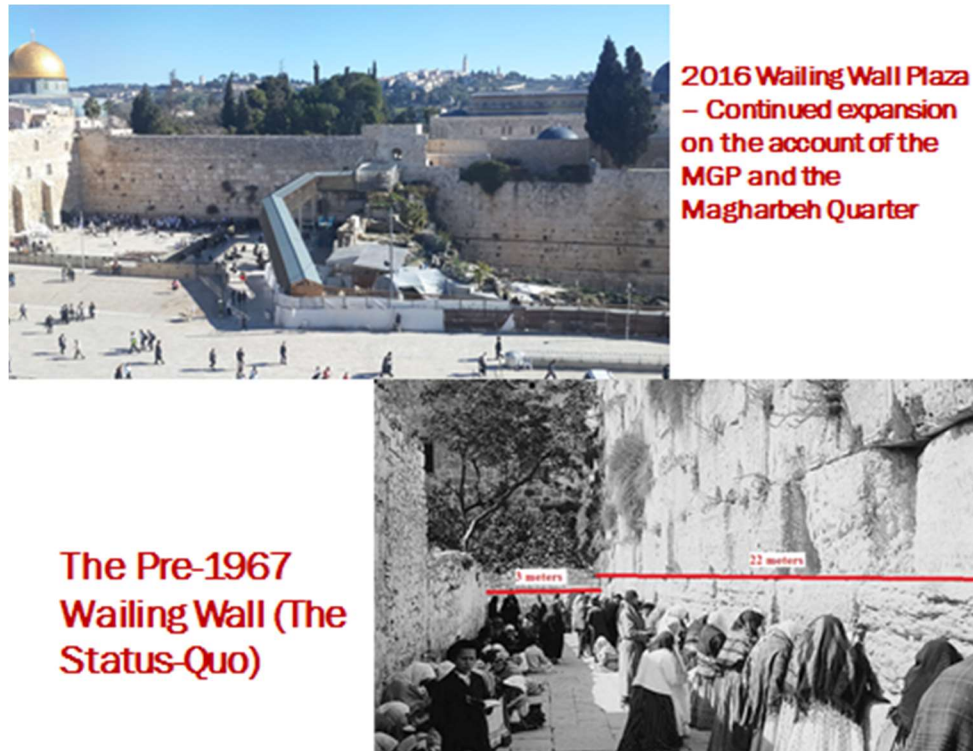 2016 Wailing Wall Plaza
– Continued expansion
on the account of the
MGP and the
Magharbeh Quarter
3 meters
22 meters
The Pre-1967
Wailing Wall (The
Status-Quo)